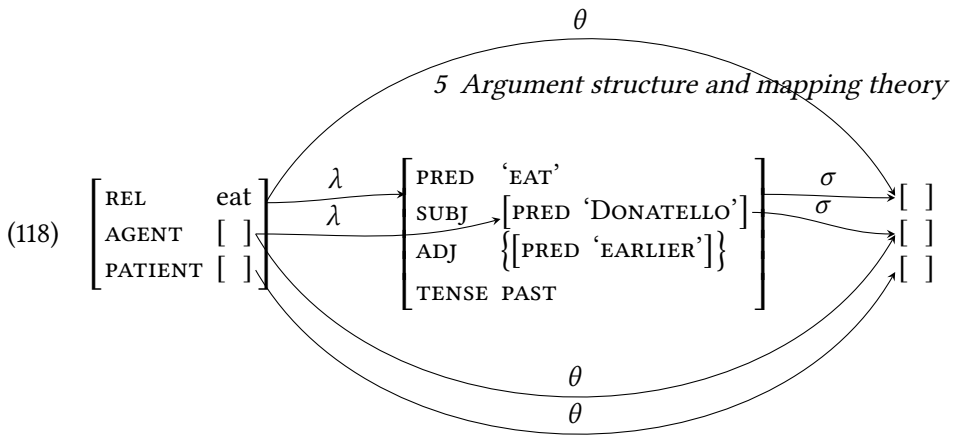 θ
5 Argument structure and mapping theory
(118)
REL eat
AGENT [ ]
PATIENT [ ]
λ
λ
PRED ‘EAT’
SUBJ [PRED ‘DONATELLO’]
ADJ {[PRED ‘EARLIER’]}
TENSE PAST
σ
σ
[ ]
[ ]
[ ]
θ
θ